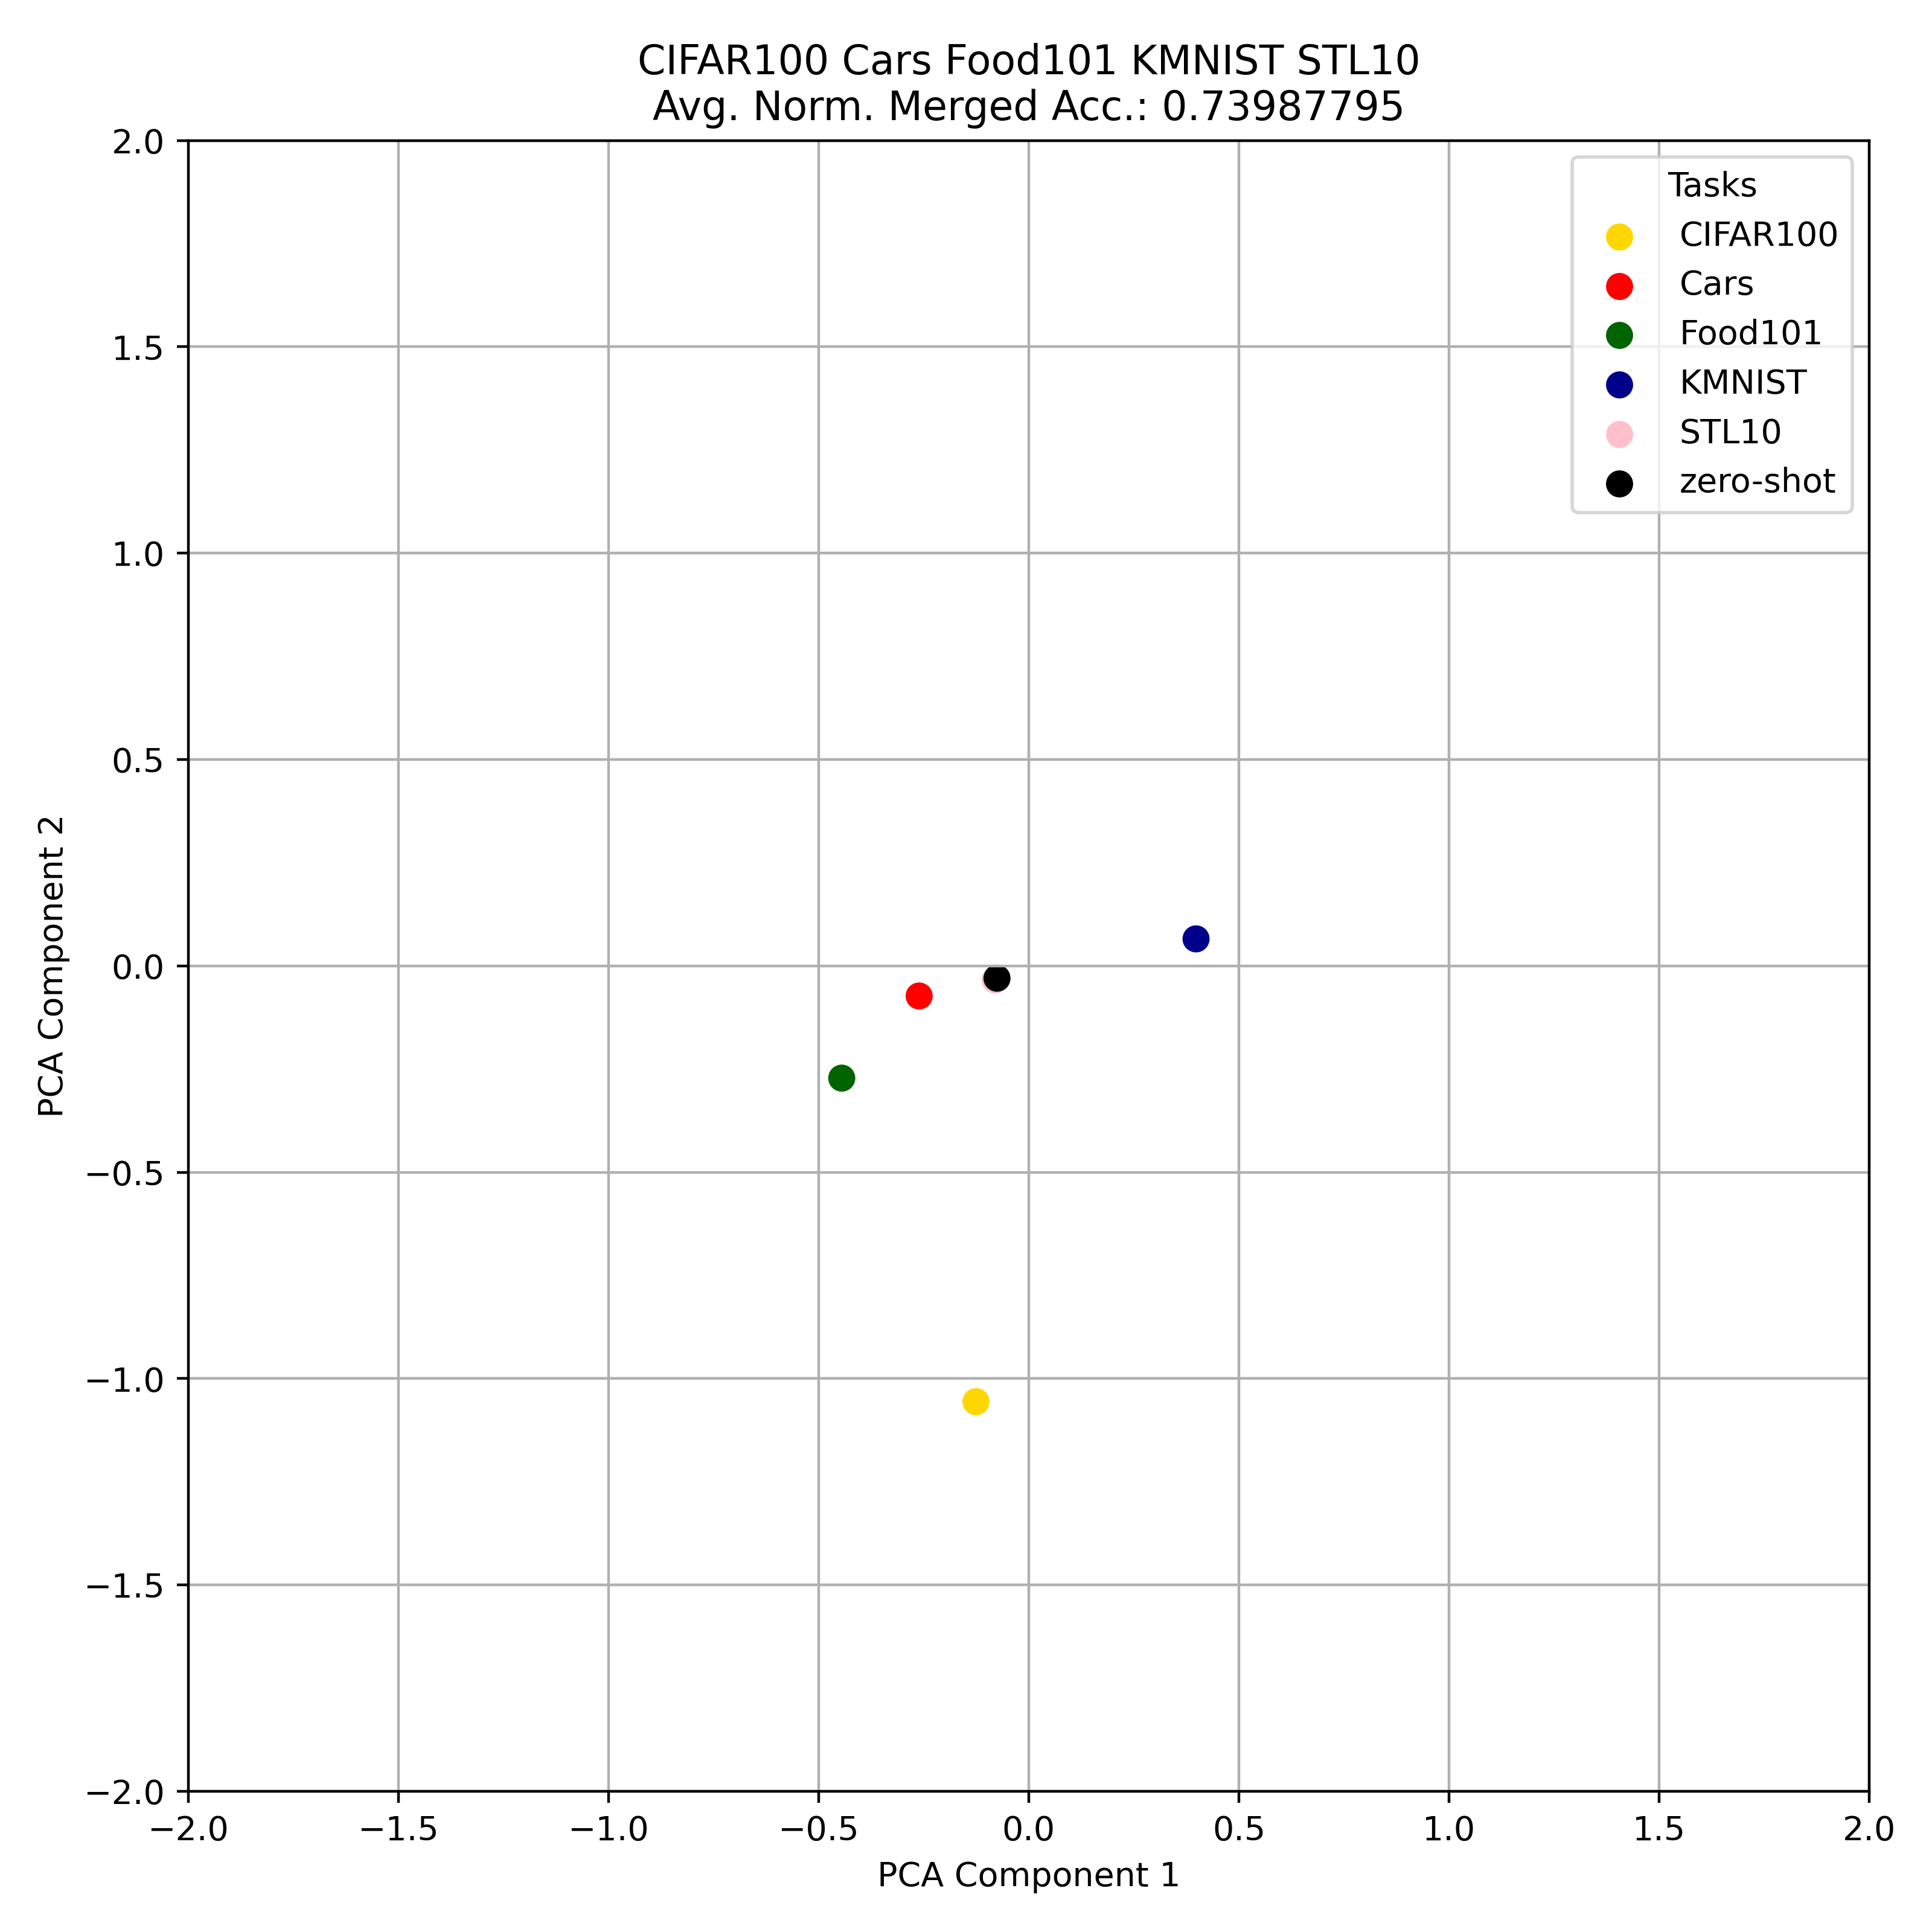 CIFAR100 Cars Food101 KMNIST STL10
Avg. Norm. Merged Acc.: 0.73987795
Tasks
CIFAR100
Cars
Food101
KMNIST
STL10
zero-shot
2.0
1.5
1.0
0.5
0.0
−0.5
−1.0
−1.5
−2.0
PCA Component 2
−2.0 −1.5 −1.0 −0.5 0.0 0.5 1.0 1.5 2.0
PCA Component 1